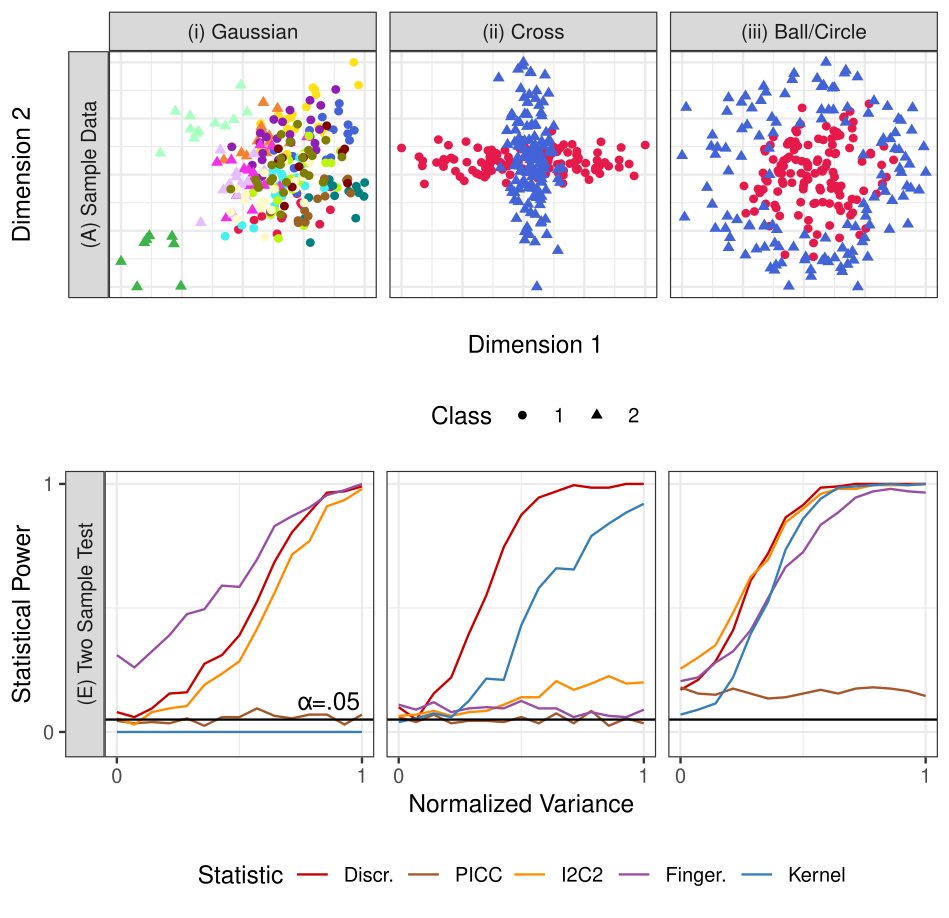 (i) Gaussian
(ii) Cross
(iii) Ball/Circle
Dimension 2
(A) Sample Data
Dimension 1
Class 1 2
Statistical Power
(E) Two Sample Test
1
0
α=.05
0 1 0 1 0 1
Normalized Variance
Statistic Discr. PICC I2C2 Finger. Kernel